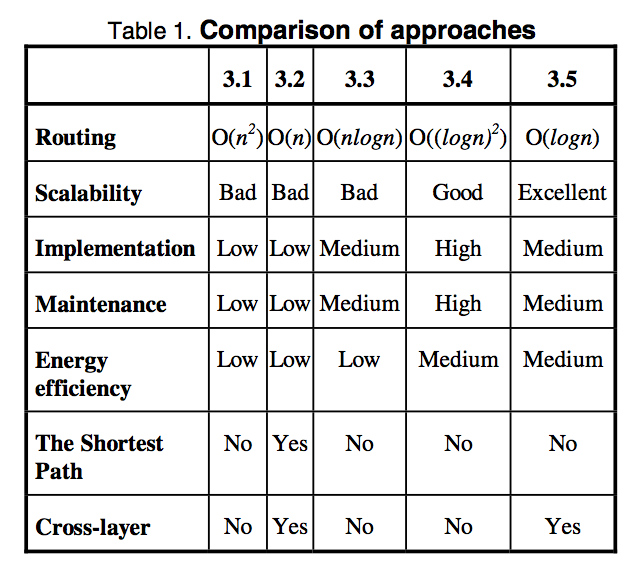 Table 1. Comparison of approaches
3.1 3.2 3.3 3.4 3.5
Routing O(n²) O(n) O(nlogn) O((logn)²) O(logn)
Scalability Bad Bad Bad Good Excellent
Implementation Low Low Medium High Medium
Maintenance Low Low Medium High Medium
Energy efficiency Low Low Low Medium Medium
The Shortest Path No Yes No No No
Cross-layer No Yes No No Yes